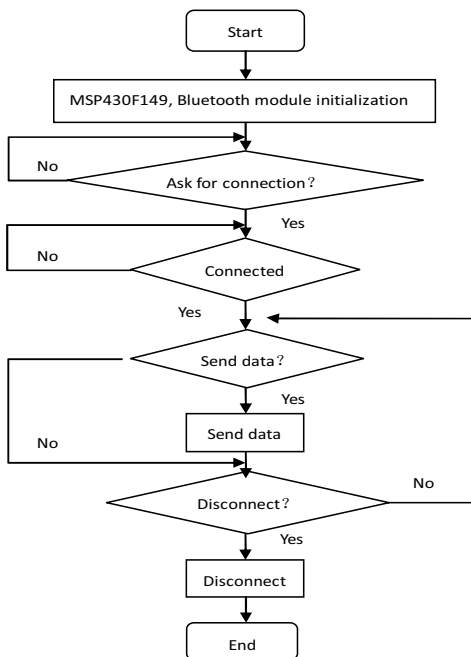 Start
MSP430F149, Bluetooth module initialization
No
Ask for connection？
Yes
No
Connected
Yes
Send data？
Yes
No
Send data
Disconnect？
No
Yes
Disconnect
End